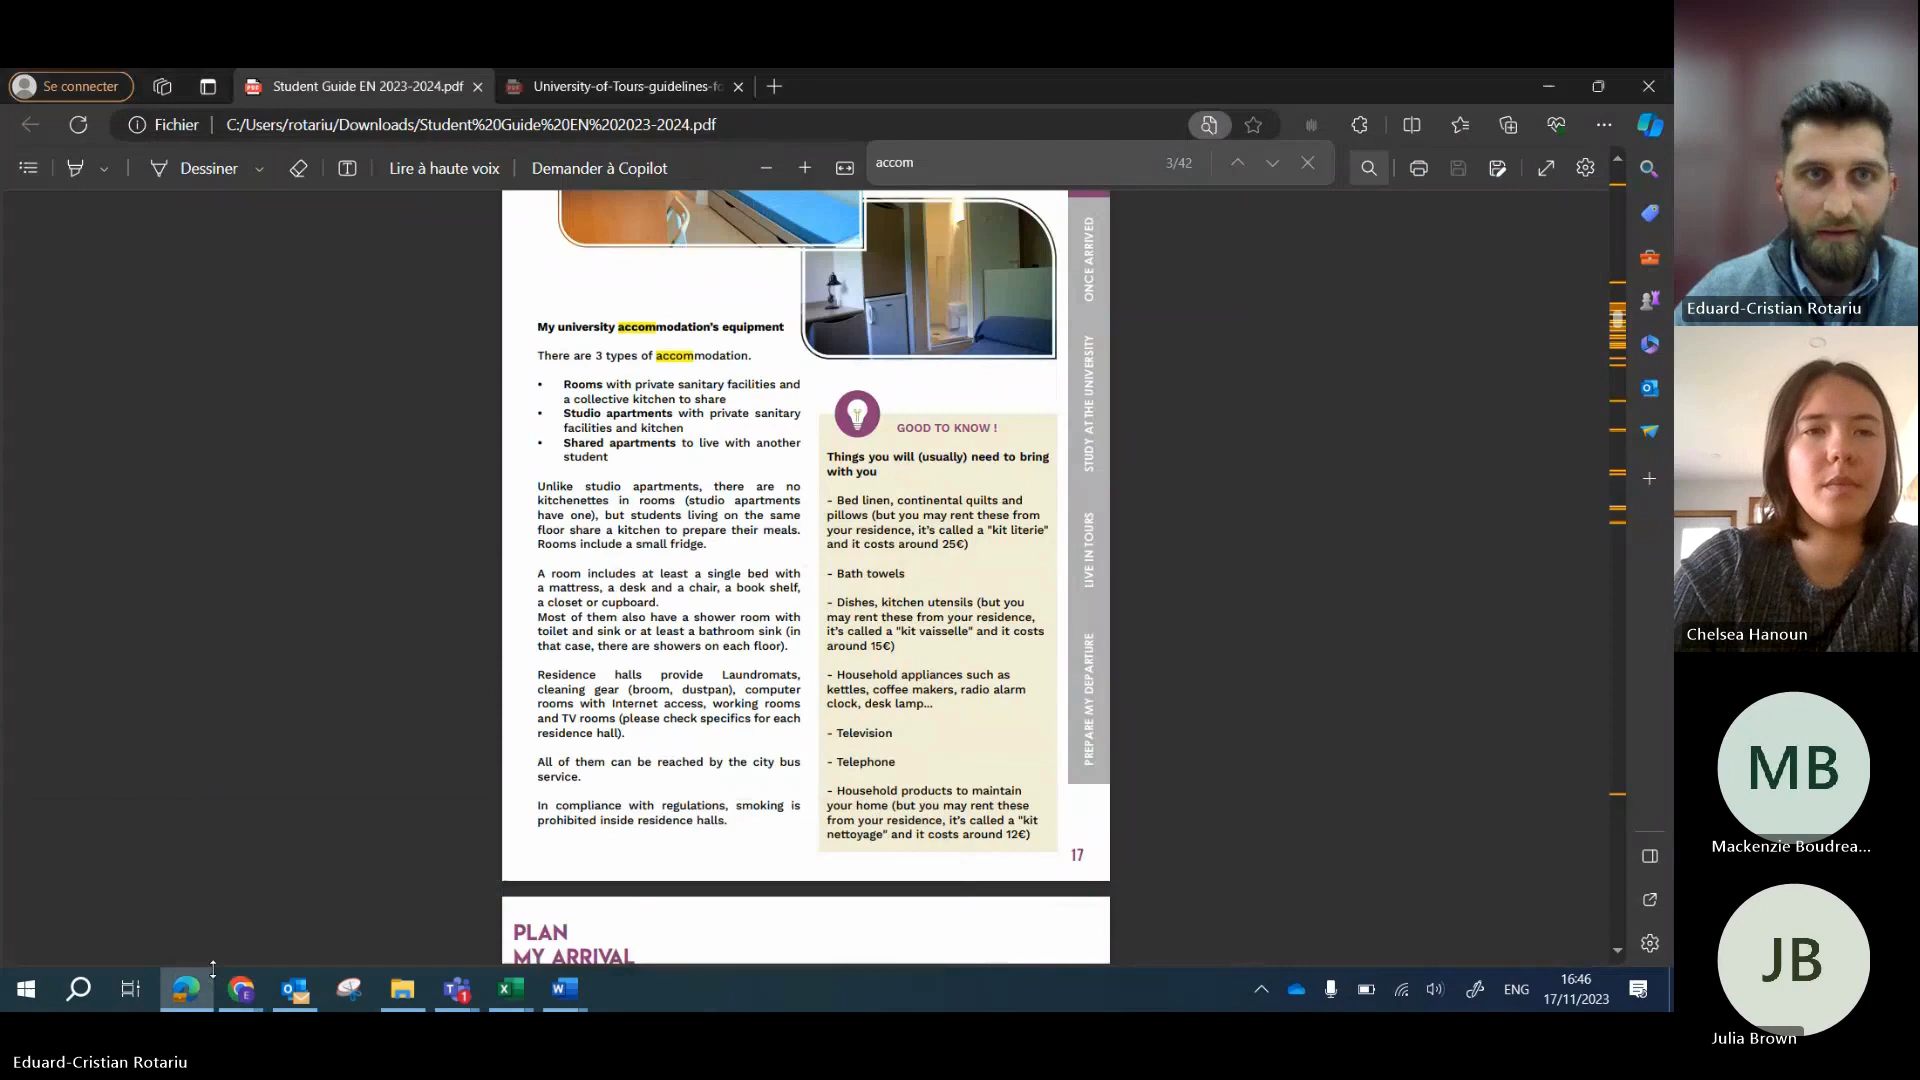 Se connecter
Student Guide EN 2023-2024.pdf
University-of-Tours-guidelines-fo
Fichier
C:/Users/rotariu/Downloads/Student%20Guide%20EN%202023-2024.pdf
Dessiner
Lire à haute voix
Demander à Copilot
accom
3/42
My university accommodation's equipment
There are 3 types of accommodation.
• Rooms with private sanitary facilities and
a collective kitchen to share
• Studio apartments with private sanitary
facilities and kitchen
• Shared apartments to live with another
student
Unlike studio apartments, there are no
kitchenettes in rooms (studio apartments
have one), but students living on the same
floor share a kitchen to prepare their meals.
Rooms include a small fridge.
A room includes at least a single bed with
a mattress, a desk and a chair, a book shelf,
a closet or cupboard.
Most of them also have a shower room with
toilet and sink or at least a bathroom sink (in
that case, there are showers on each floor).
Residence halls provide Laundromats,
cleaning gear (broom, dustpan), computer
rooms with Internet access, working rooms
and TV rooms (please check specifics for each
residence hall).
All of them can be reached by the city bus
service.
In compliance with regulations, smoking is
prohibited inside residence halls.
GOOD TO KNOW !
Things you will (usually) need to bring
with you
- Bed linen, continental quilts and
pillows (but you may rent these from
your residence, it's called a "kit literie"
and it costs around 25€)
- Bath towels
- Dishes, kitchen utensils (but you
may rent these from your residence,
it's called a "kit vaisselle" and it costs
around 15€)
- Household appliances such as
kettles, coffee makers, radio alarm
clock, desk lamp...
- Television
- Telephone
- Household products to maintain
your home (but you may rent these
from your residence, it's called a "kit
nettoyage" and it costs around 12€)
17
ONCE ARRIVED
STUDY AT THE UNIVERSITY
LIVE IN TOURS
PREPARE MY DEPARTURE
PLAN
MY ARRIVAL
ENG
16:46
17/11/2023
Eduard-Cristian Rotariu
Chelsea Hanoun
MB
Mackenzie Boudrea...
JB
Julia Brown
Eduard-Cristian Rotariu